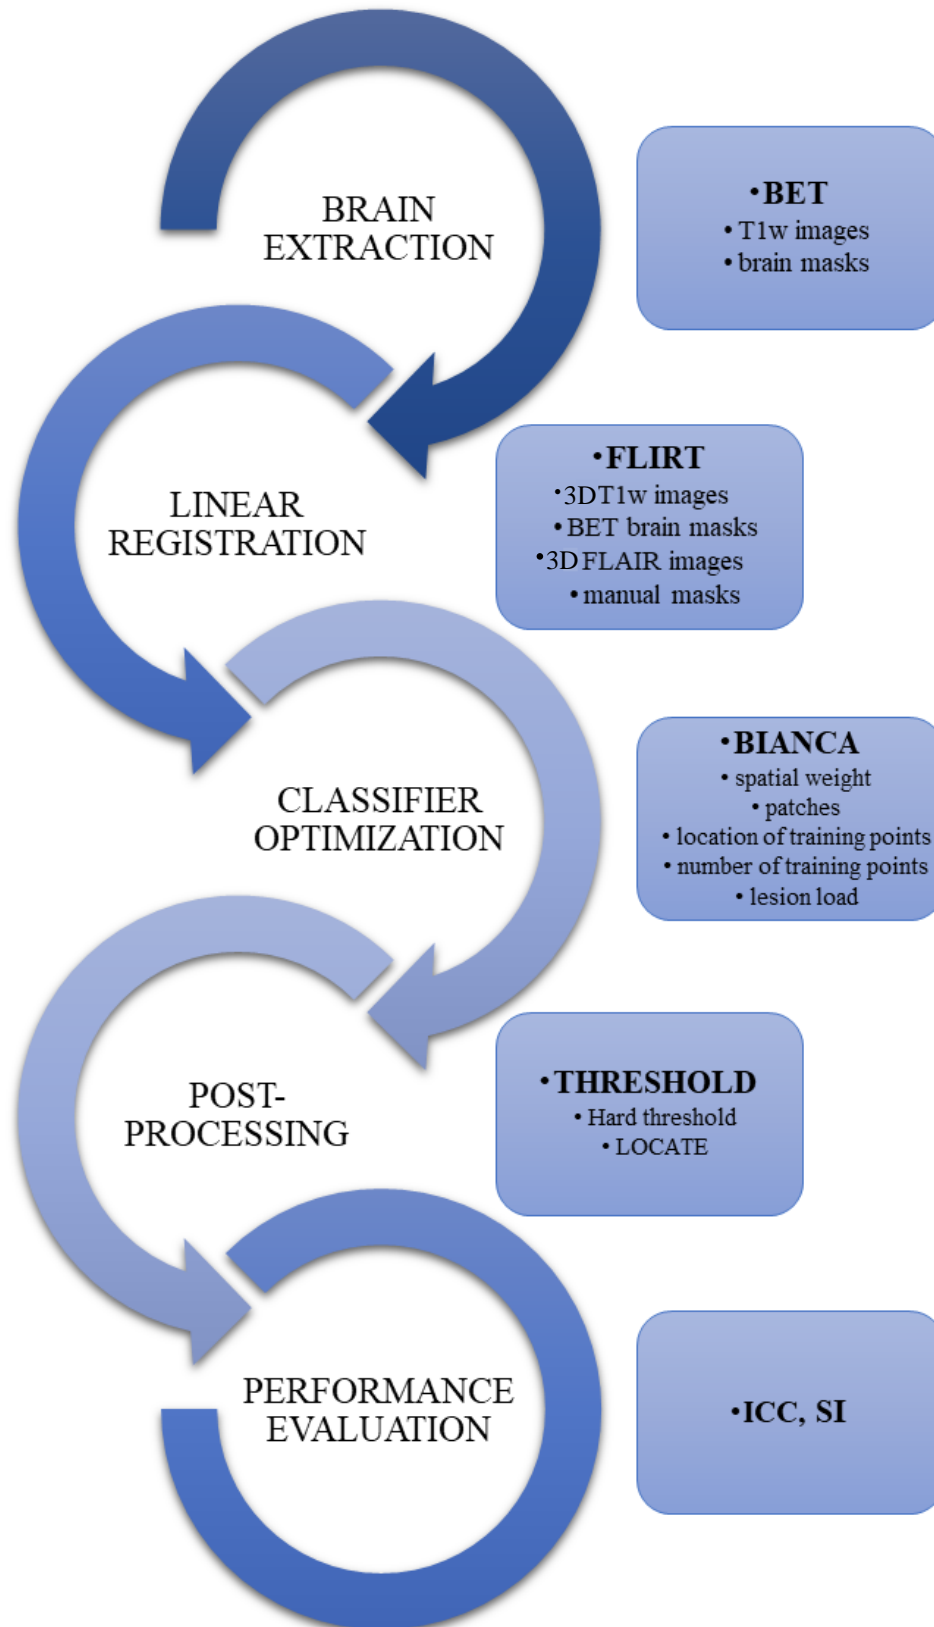 BRAIN
EXTRACTION
•BET
• T1w images
• brain masks
LINEAR
REGISTRATION
•FLIRT
•3DT1w images
• BET brain masks
•3DFLAIR images
• manual masks
CLASSIFIER
OPTIMIZATION
•BIANCA
• spatial weight
• patches
• location of training points
• number of training points
• lesion load
POST-
PROCESSING
•THRESHOLD
• Hard threshold
• LOCATE
PERFORMANCE
EVALUATION
•ICC, SI